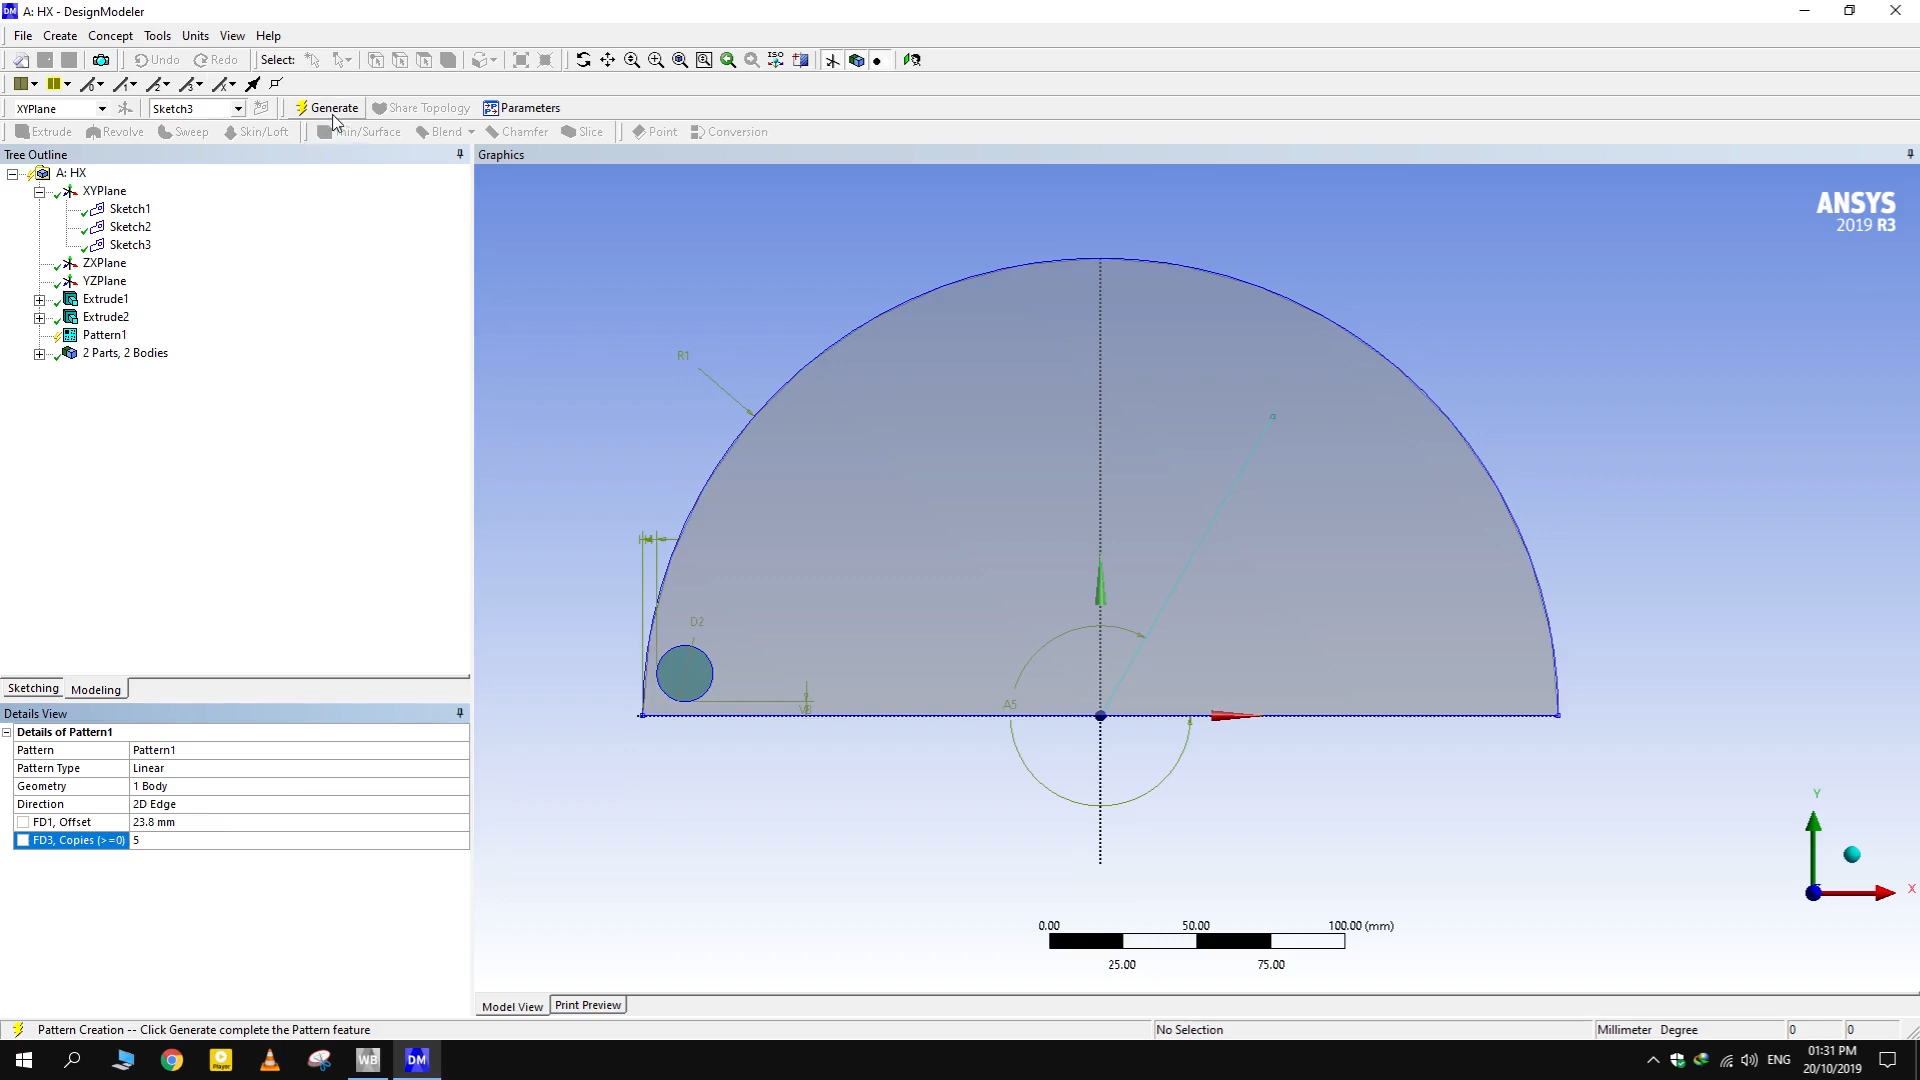 A: HX - DesignModeler
File Create Concept Tools Units View Help
Undo Redo Select: ISO
XYPlane Sketch3 Generate Share Topology Parameters
Extrude Revolve Sweep Skin/Loft Thin/Surface Blend Chamfer Slice Point Conversion
Tree Outline
A: HX
XYPlane
Sketch1
Sketch2
Sketch3
ZXPlane
YZPlane
Extrude1
Extrude2
Pattern1
2 Parts, 2 Bodies
Sketching Modeling
Details View
Details of Pattern1
Pattern Pattern1
Pattern Type Linear
Geometry 1 Body
Direction 2D Edge
FD1, Offset 23.8 mm
FD3, Copies (>=0) 5
Graphics
ANSYS
2019 R3
R1
D2
A5
Y
X
0.00 50.00 100.00 (mm)
25.00 75.00
Model View Print Preview
Pattern Creation -- Click Generate complete the Pattern feature No Selection Millimeter Degree 0 0
Player WB DM ENG
01:31 PM
20/10/2019